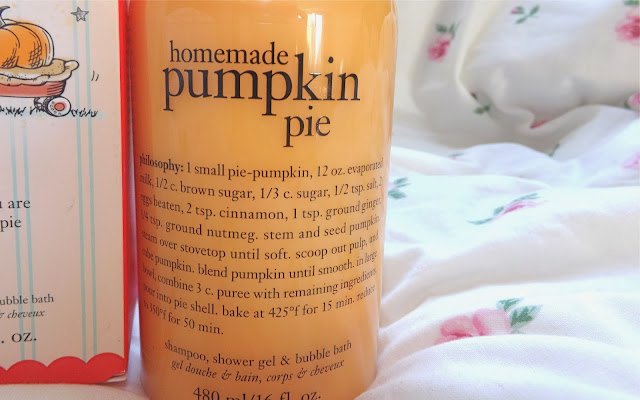 homemade
pumpkin
pie
philosophy: 1 small pie-pumpkin, 12 oz. evaporated
milk, 1/2 c. brown sugar, 1/3 c. sugar, 1/2 tsp. salt, 2
eggs beaten, 2 tsp. cinnamon, 1 tsp. ground ginger,
1/4 tsp. ground nutmeg. stem and seed pumpkin.
steam over stovetop until soft. scoop out pulp, and
cube pumpkin. blend pumpkin until smooth. in large
bowl, combine 3 c. puree with remaining ingredients.
pour into pie shell. bake at 425°f for 15 min. reduce
to 350°f for 50 min.
shampoo, shower gel & bubble bath
gel douche & bain, corps & cheveux
480 ml/16 fl. oz.
u are
pie
bubble bath
& cheveux
. oz.